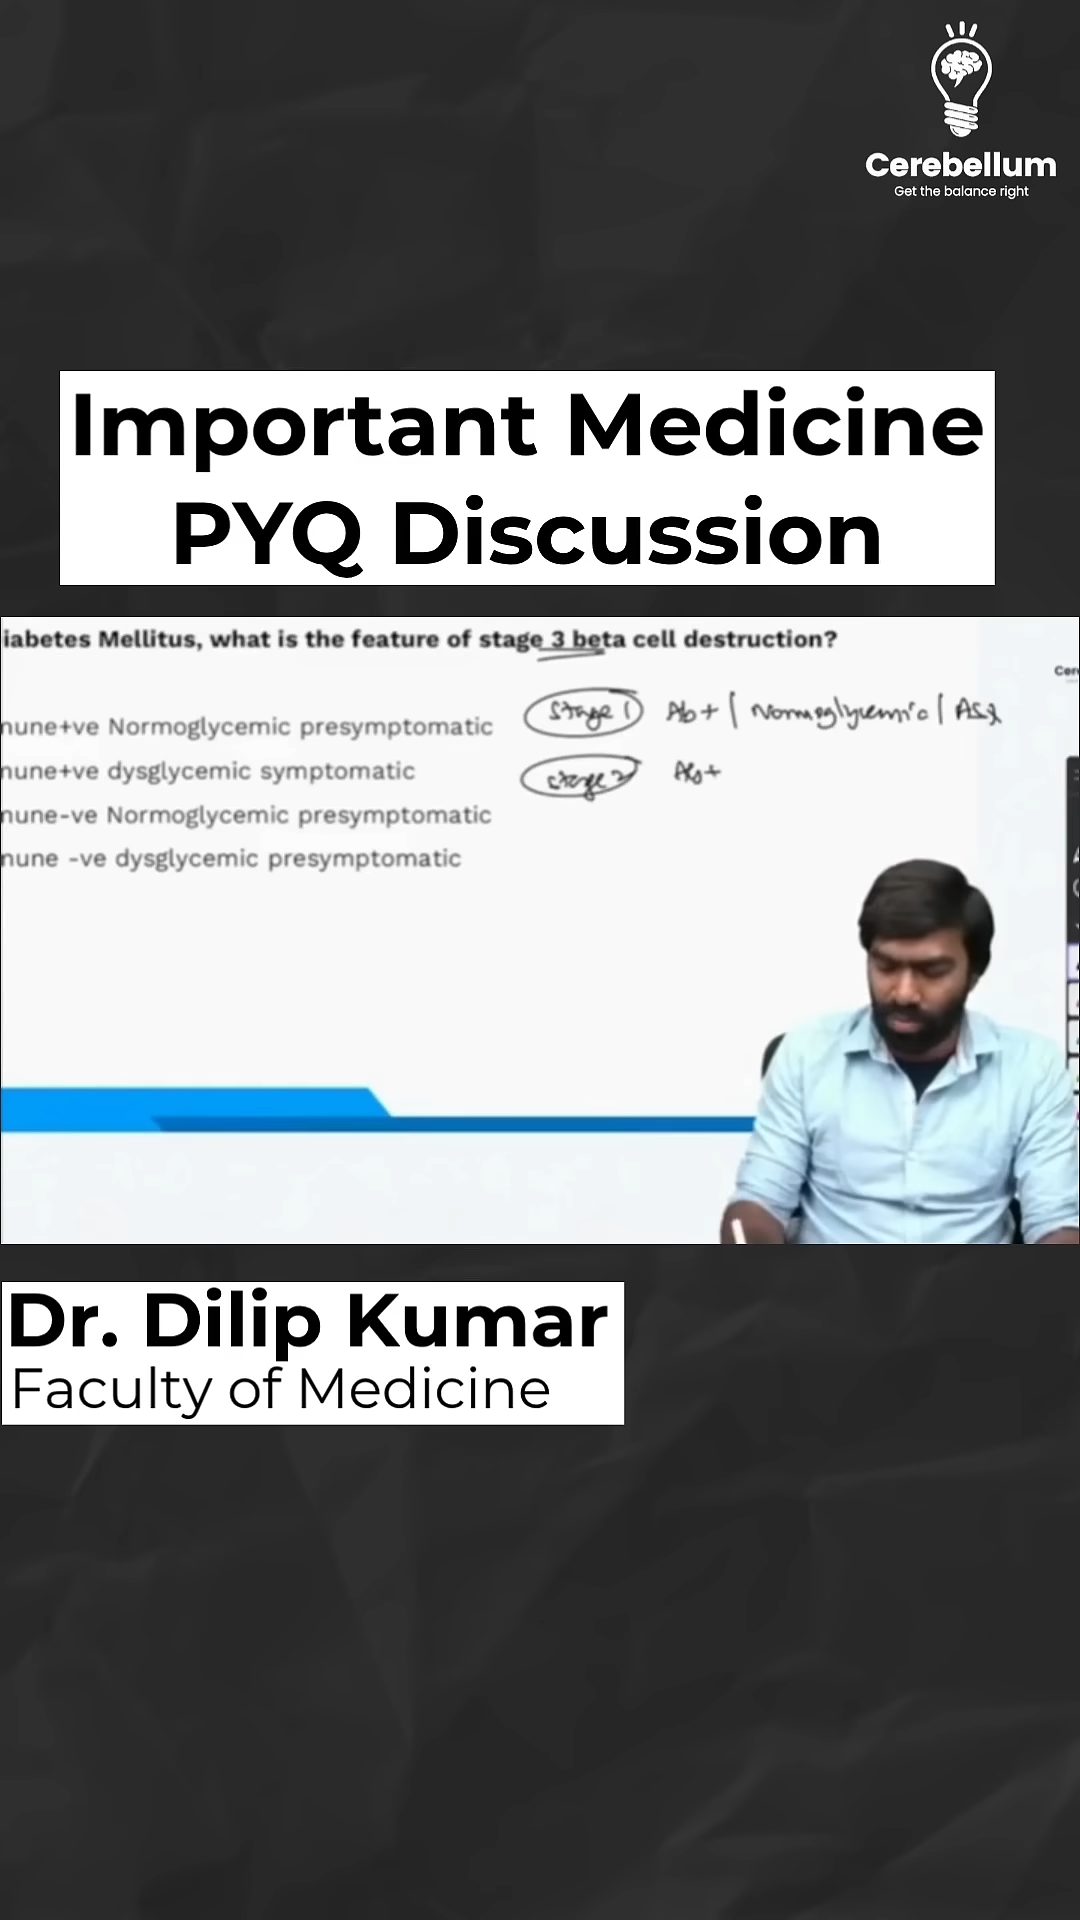 Cerebellum
Get the balance right
Important Medicine
PYQ Discussion
iabetes Mellitus, what is the feature of stage 3 beta cell destruction?
Cer
nune+ve Normoglycemic presymptomatic
nune+ve dysglycemic symptomatic
nune-ve Normoglycemic presymptomatic
nune -ve dysglycemic presymptomatic
Stage 1 Ab+ | Normoglycemic | ASx
Stage 2 Ab+
Dr. Dilip Kumar
Faculty of Medicine